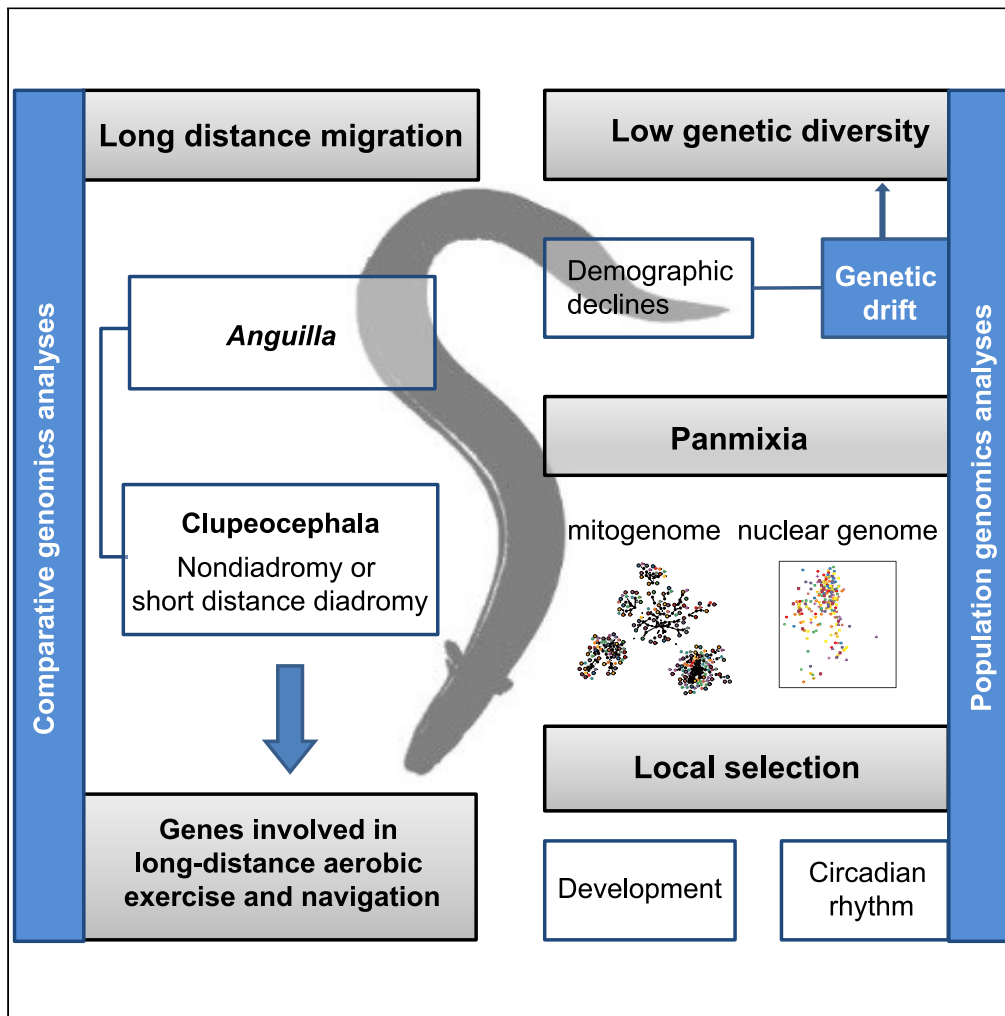 Comparative genomics analyses
Long distance migration
Anguilla
Clupeocephala
Nondiadromy or
short distance diadromy
Genes involved in
long-distance aerobic
exercise and navigation
Low genetic diversity
Demographic
declines
Genetic
drift
Panmixia
mitogenome
nuclear genome
Local selection
Development
Circadian
rhythm
Population genomics analyses